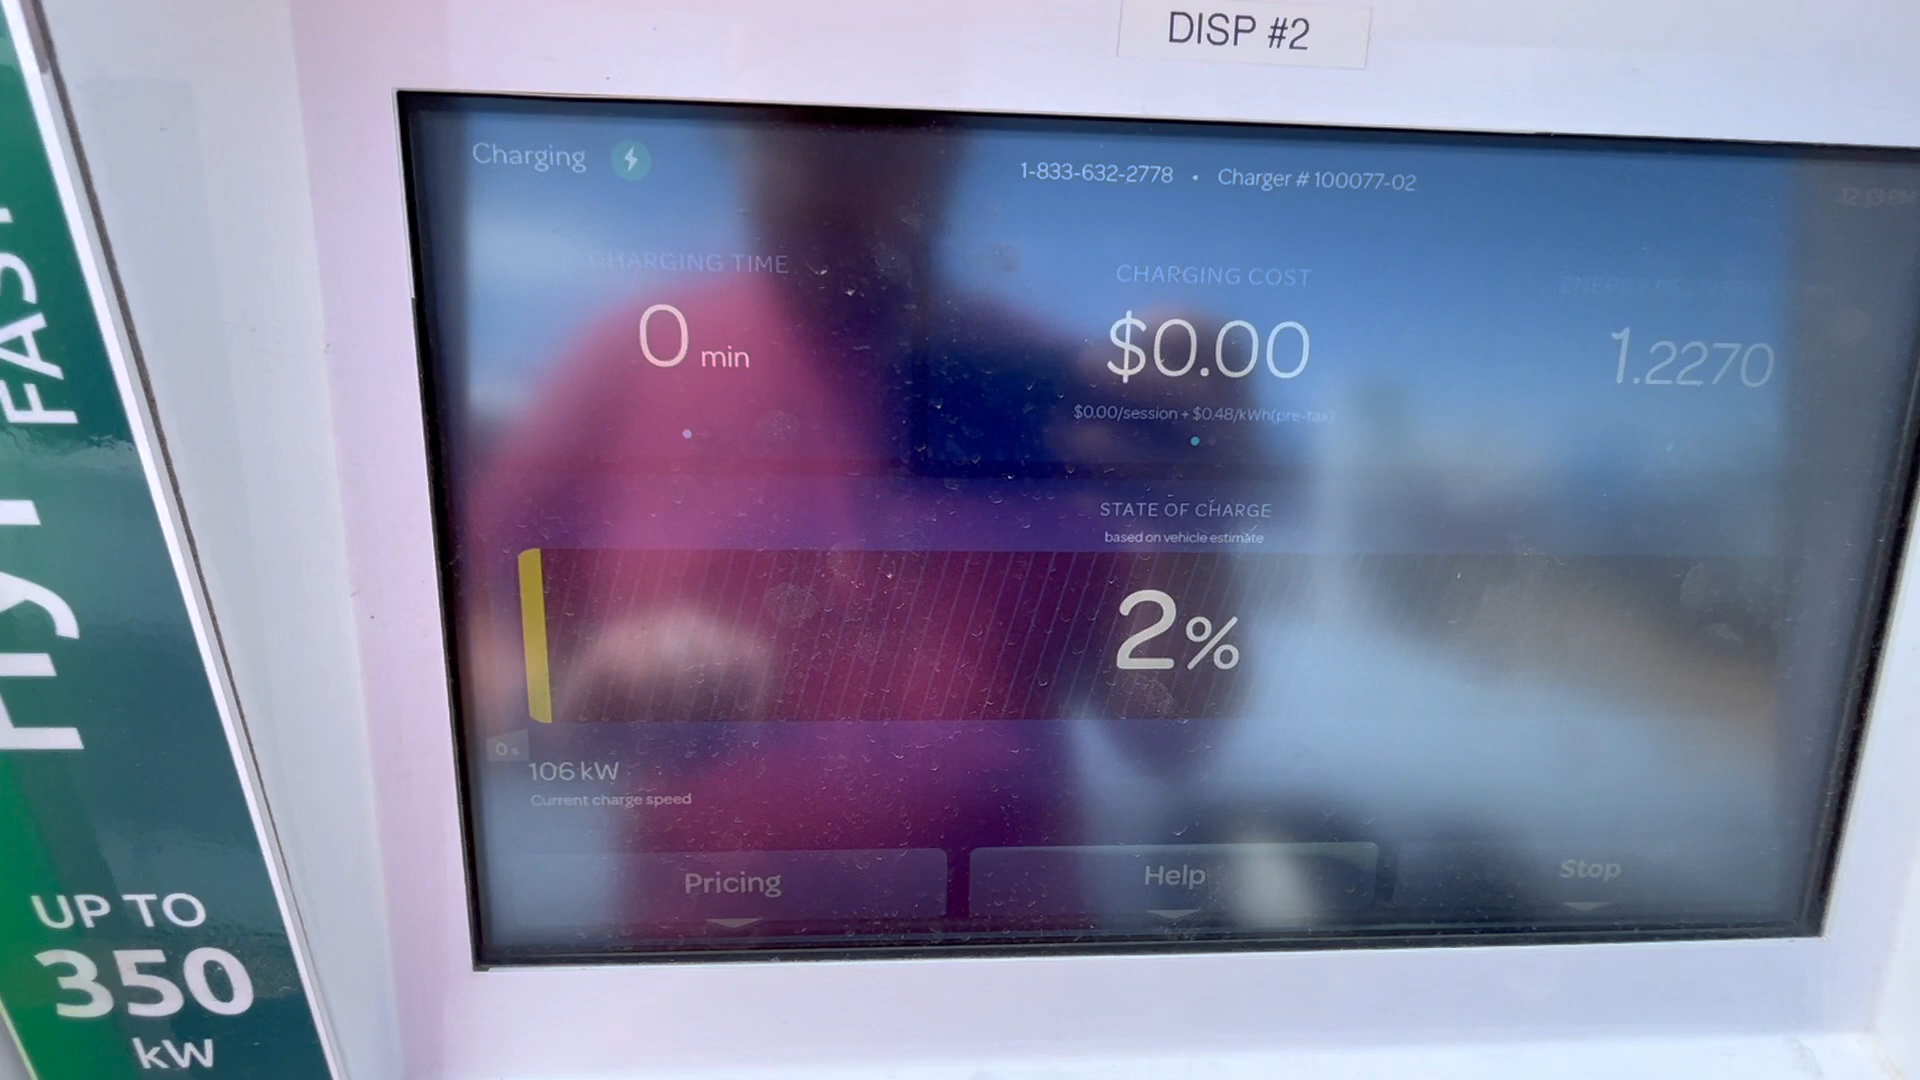 DISP #2
Charging
1-833-632-2778 • Charger # 100077-02
CHARGING TIME
CHARGING COST
0 min
$0.00
1.2270
$0.00/session + $0.48/kWh(pre-tax)
STATE OF CHARGE
based on vehicle estimate
2%
106 kW
Current charge speed
Pricing
Help
Stop
FAST
UP TO
350
kW